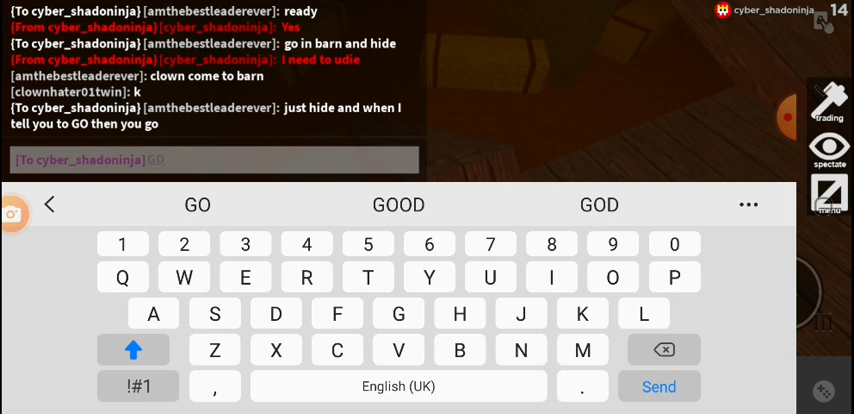 {To cyber_shadoninja} [amthebestleaderever]: ready
{From cyber_shadoninja} [cyber_shadoninja]: Yes
{To cyber_shadoninja} [amthebestleaderever]: go in barn and hide
{From cyber_shadoninja} [cyber_shadoninja]: I need to udie
[amthebestleaderever]: clown come to barn
[clownhater01twin]: k
{To cyber_shadoninja} [amthebestleaderever]: just hide and when I
tell you to GO then you go
[To cyber_shadoninja] GO
cyber_shadoninja 14
trading
spectate
menu
GO GOOD GOD
1 2 3 4 5 6 7 8 9 0
Q W E R T Y U I O P
A S D F G H J K L
Z X C V B N M
!#1 , English (UK) . Send